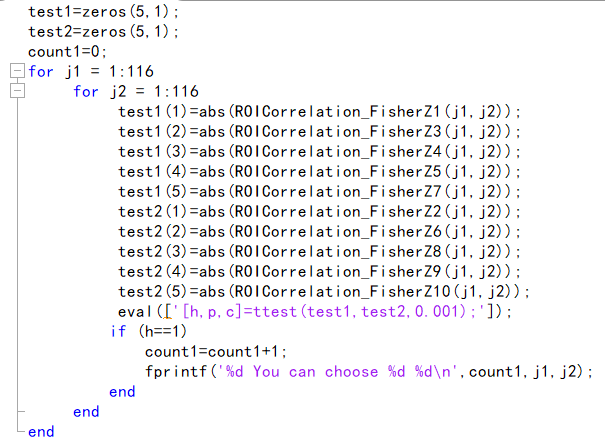 test1=zeros(5,1);
test2=zeros(5,1);
count1=0;
for j1 = 1:116
for j2 = 1:116
test1(1)=abs(ROICorrelation_FisherZ1(j1,j2));
test1(2)=abs(ROICorrelation_FisherZ3(j1,j2));
test1(3)=abs(ROICorrelation_FisherZ4(j1,j2));
test1(4)=abs(ROICorrelation_FisherZ5(j1,j2));
test1(5)=abs(ROICorrelation_FisherZ7(j1,j2));
test2(1)=abs(ROICorrelation_FisherZ2(j1,j2));
test2(2)=abs(ROICorrelation_FisherZ6(j1,j2));
test2(3)=abs(ROICorrelation_FisherZ8(j1,j2));
test2(4)=abs(ROICorrelation_FisherZ9(j1,j2));
test2(5)=abs(ROICorrelation_FisherZ10(j1,j2));
eval(['[h,p,c]=ttest(test1,test2,0.001);']);
if (h==1)
count1=count1+1;
fprintf('%d You can choose %d %d\n',count1,j1,j2);
end
end
end